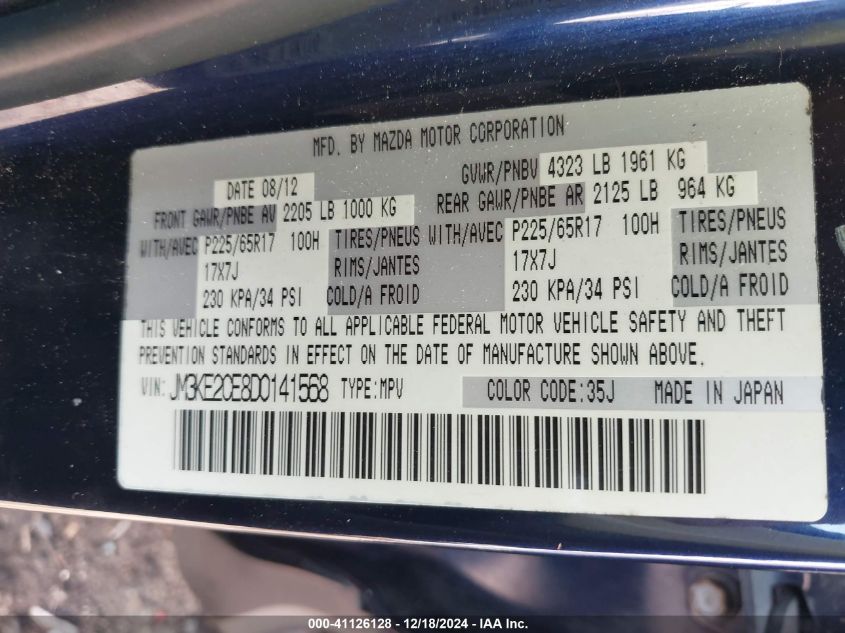 MFD. BY MAZDA MOTOR CORPORATION
DATE 08/12 GVWR/PNBV 4323 LB 1961 KG
FRONT GAWR/PNBE AV 2205 LB 1000 KG REAR GAWR/PNBE AR 2125 LB 964 KG
WITH/AVEC P225/65R17 100H TIRES/PNEUS WITH/AVEC P225/65R17 100H TIRES/PNEUS
17X7J RIMS/JANTES 17X7J RIMS/JANTES
230 KPA/34 PSI COLD/A FROID 230 KPA/34 PSI COLD/A FROID
THIS VEHICLE CONFORMS TO ALL APPLICABLE FEDERAL MOTOR VEHICLE SAFETY AND THEFT
PREVENTION STANDARDS IN EFFECT ON THE DATE OF MANUFACTURE SHOWN ABOVE.
VIN: JM3KE2CE8D0141568 TYPE:MPV COLOR CODE:35J MADE IN JAPAN
000-41126128 - 12/18/2024 - IAA Inc.